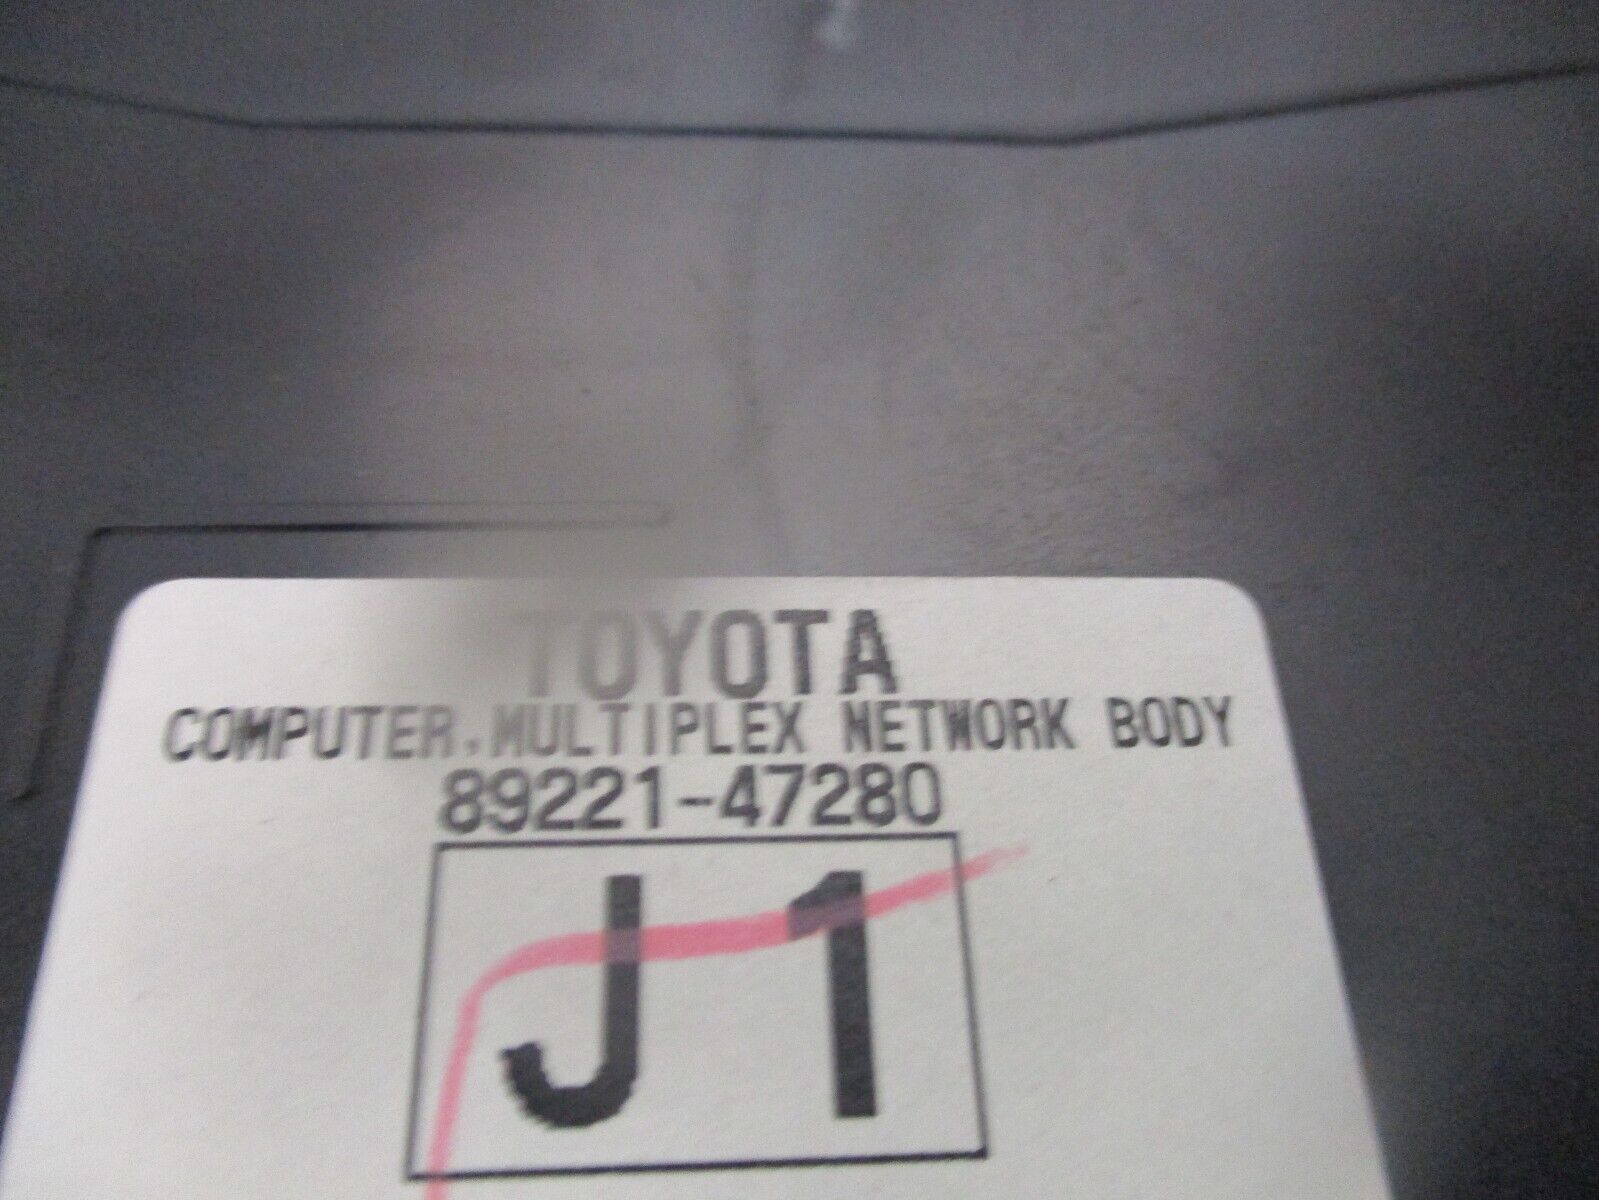 TOYOTA
COMPUTER,MULTIPLEX NETWORK BODY
89221-47280
J1